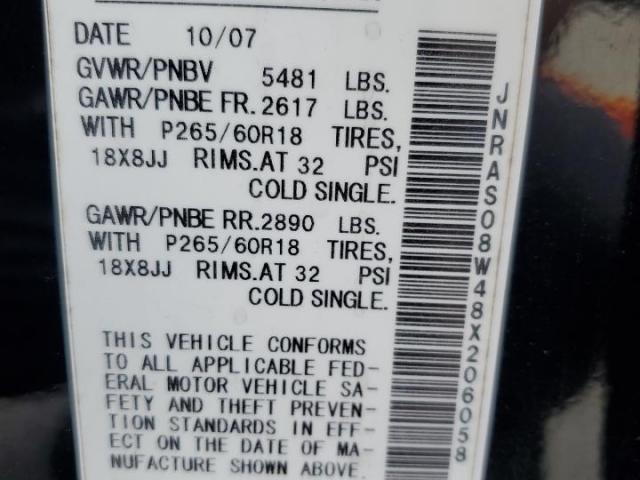 DATE 10/07
GVWR/PNBV 5481 LBS.
GAWR/PNBE FR. 2617 LBS.
WITH P265/60R18 TIRES,
18X8JJ RIMS.AT 32 PSI
COLD SINGLE.
GAWR/PNBE RR.2890 LBS.
WITH P265/60R18 TIRES,
18X8JJ RIMS.AT 32 PSI
COLD SINGLE.
THIS VEHICLE CONFORMS
TO ALL APPLICABLE FED-
ERAL MOTOR VEHICLE SA-
FETY AND THEFT PREVEN-
TION STANDARDS IN EFF-
ECT ON THE DATE OF MA-
NUFACTURE SHOWN ABOVE.
JNRAS08W48X206058